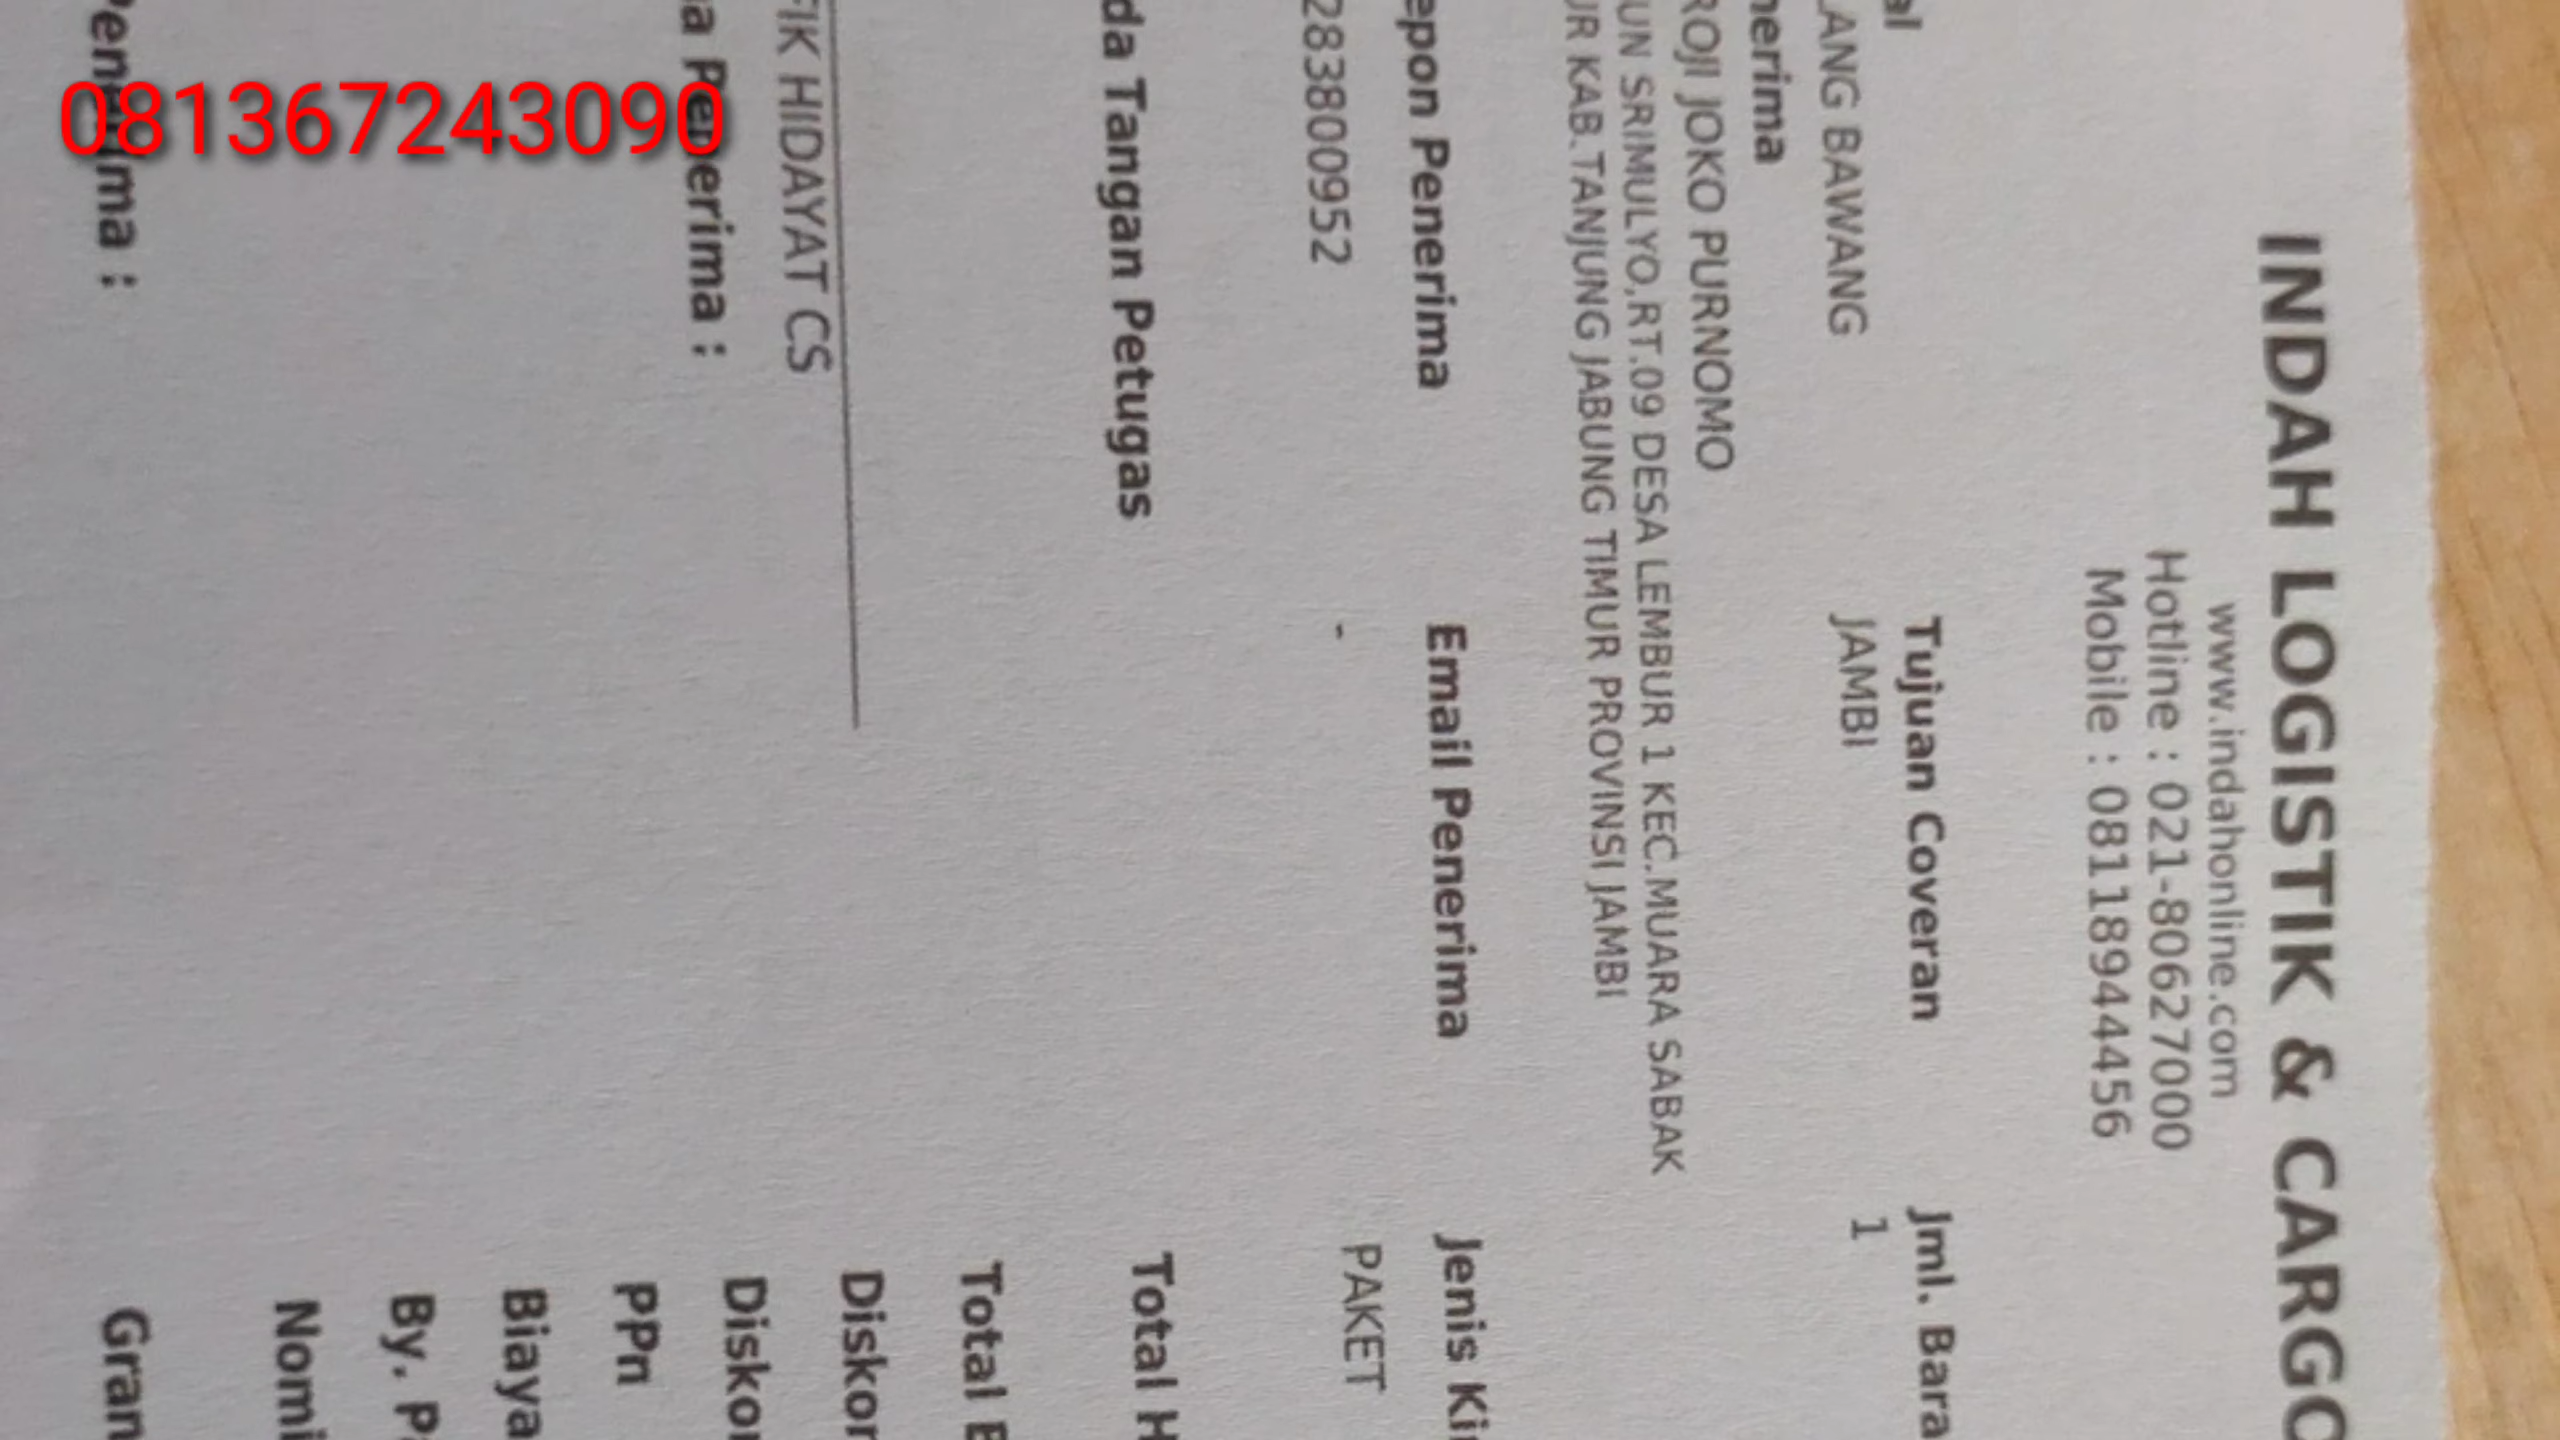 081367243090
INDAH LOGISTIK & CARGO
www.indahonline.com
Hotline : 021-80627000
Mobile : 08118944456
al Tujuan Coveran Jml. Bara
LANG BAWANG JAMBI 1
nerima
ROJI JOKO PURNOMO
UN SRIMULYO,RT.09 DESA LEMBUR 1 KEC.MUARA SABAK
UR KAB.TANJUNG JABUNG TIMUR PROVINSI JAMBI
epon Penerima Email Penerima Jenis Ki
283800952 - PAKET
da Tangan Petugas Total H
Total B
FIK HIDAYAT CS Diskon
a Penerima : Diskon
PPn
Biaya
By. P
Nomi
Penerima : Gran